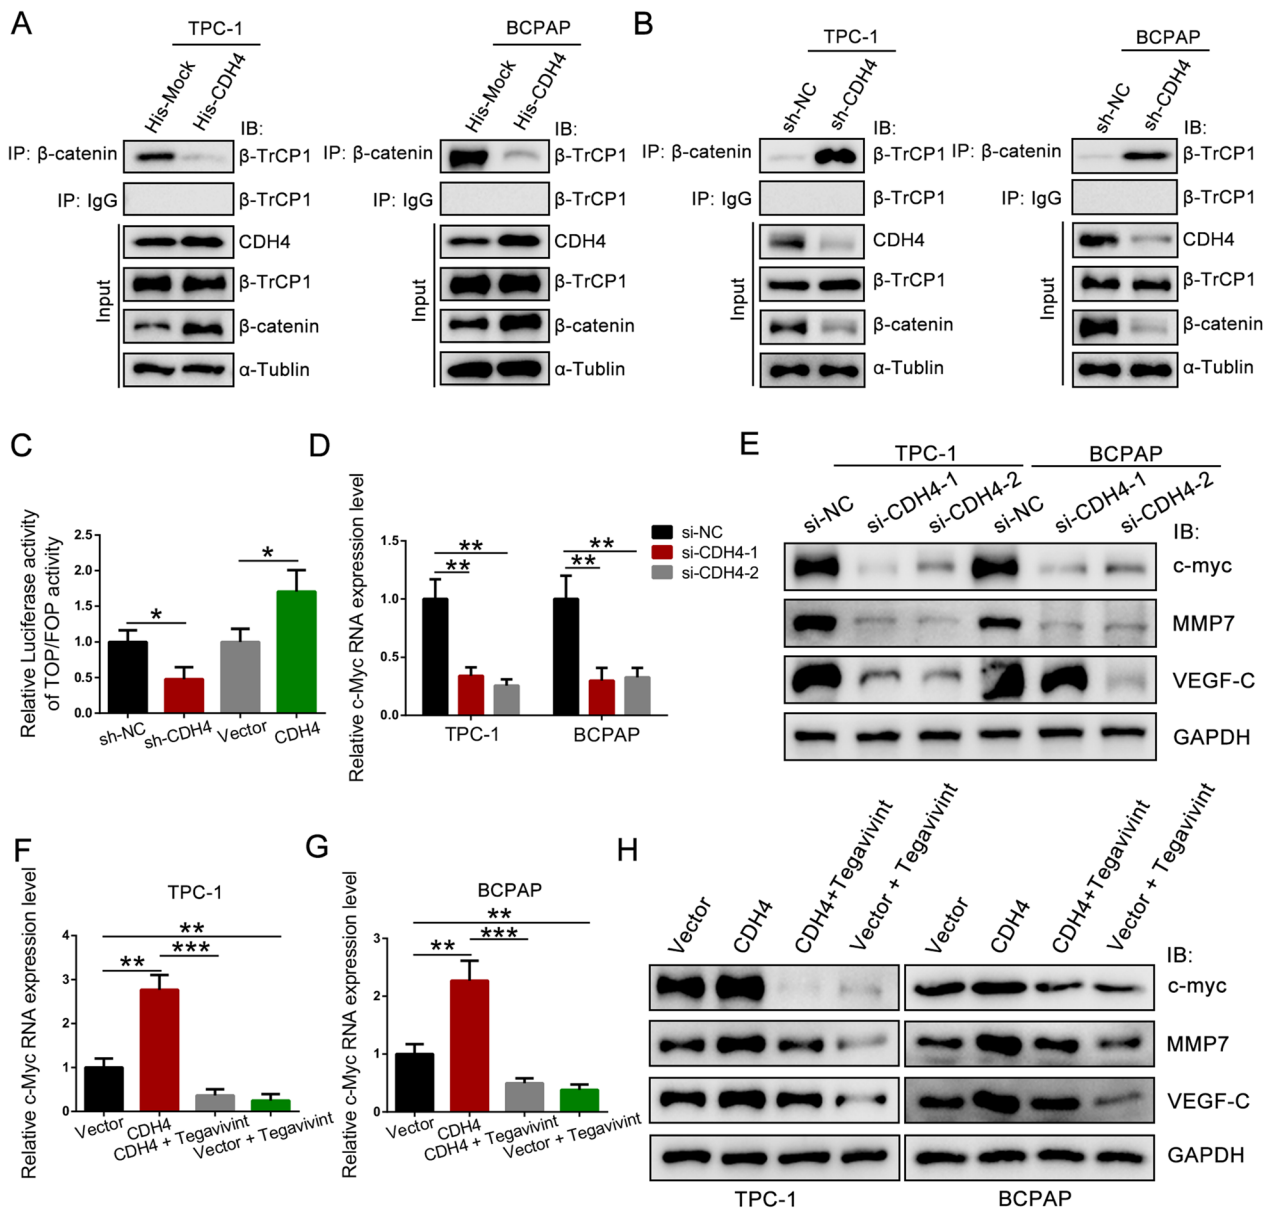 A
TPC-1
His-Mock
His-CDH4
IB:
IP: β-catenin
β-TrCP1
IP: IgG
β-TrCP1
Input
CDH4
β-TrCP1
β-catenin
α-Tublin
BCPAP
His-Mock
His-CDH4
IB:
IP: β-catenin
β-TrCP1
IP: IgG
β-TrCP1
Input
CDH4
β-TrCP1
β-catenin
α-Tublin
B
TPC-1
sh-NC
sh-CDH4
IB:
IP: β-catenin
β-TrCP1
IP: IgG
β-TrCP1
Input
CDH4
β-TrCP1
β-catenin
α-Tublin
BCPAP
sh-NC
sh-CDH4
IB:
IP: β-catenin
β-TrCP1
IP: IgG
β-TrCP1
Input
CDH4
β-TrCP1
β-catenin
α-Tublin
C
Relative Luciferase activity
of TOP/FOP activity
2.5
2.0
1.5
1.0
0.5
0.0
*
*
sh-NC
sh-CDH4
Vector
CDH4
D
Relative c-Myc RNA expression level
1.5
1.0
0.5
0.0
**
**
**
**
TPC-1
BCPAP
si-NC
si-CDH4-1
si-CDH4-2
E
TPC-1
BCPAP
si-NC
si-CDH4-1
si-CDH4-2
si-NC
si-CDH4-1
si-CDH4-2
IB:
c-myc
MMP7
VEGF-C
GAPDH
F
TPC-1
Relative c-Myc RNA expression level
4
3
2
1
0
**
***
**
Vector
CDH4
CDH4 + Tegavivint
Vector + Tegavivint
G
BCPAP
Relative c-Myc RNA expression level
3
2
1
0
**
***
**
Vector
CDH4
CDH4 + Tegavivint
Vector + Tegavivint
H
Vector
CDH4
CDH4+Tegavivint
Vector + Tegavivint
Vector
CDH4
CDH4+Tegavivint
Vector + Tegavivint
IB:
c-myc
MMP7
VEGF-C
GAPDH
TPC-1
BCPAP